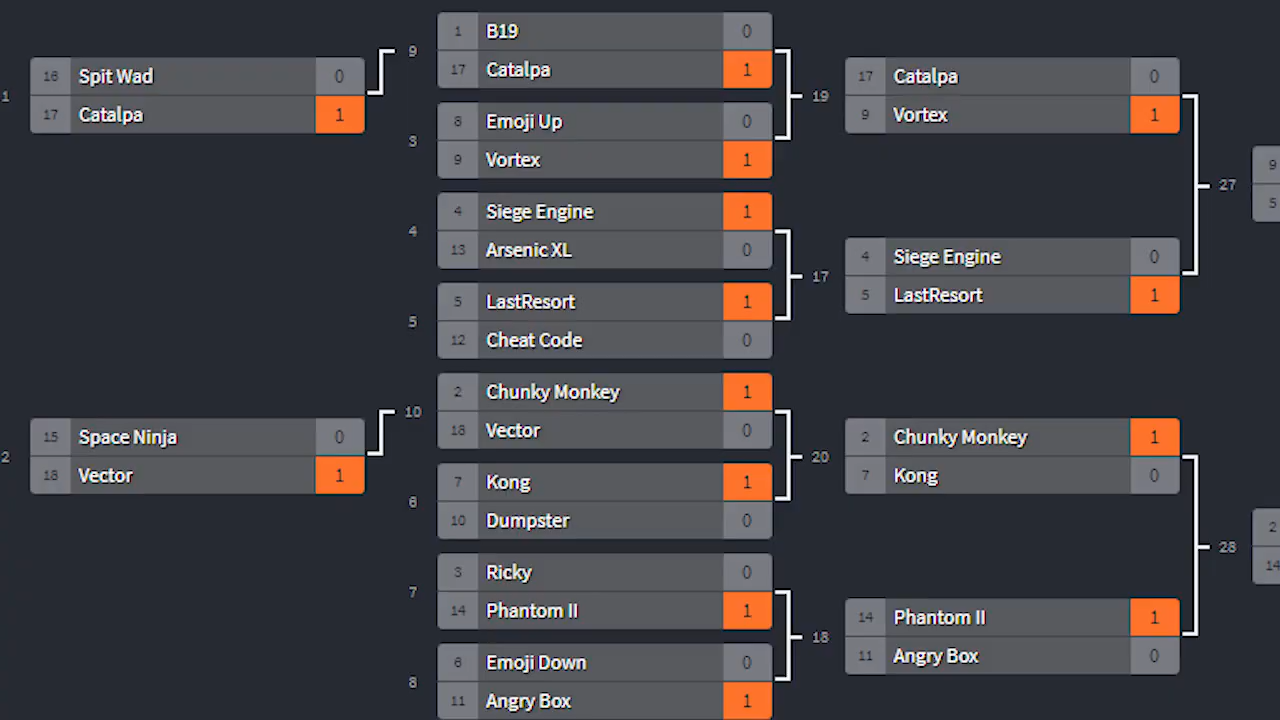 1
16 Spit Wad 0
17 Catalpa 1
2
15 Space Ninja 0
18 Vector 1
9
1 B19 0
17 Catalpa 1
3
8 Emoji Up 0
9 Vortex 1
4
4 Siege Engine 1
13 Arsenic XL 0
5
5 LastResort 1
12 Cheat Code 0
10
2 Chunky Monkey 1
18 Vector 0
6
7 Kong 1
10 Dumpster 0
7
3 Ricky 0
14 Phantom II 1
8
6 Emoji Down 0
11 Angry Box 1
19
17 Catalpa 0
9 Vortex 1
17
4 Siege Engine 0
5 LastResort 1
20
2 Chunky Monkey 1
7 Kong 0
18
14 Phantom II 1
11 Angry Box 0
27
9
5
28
2
14